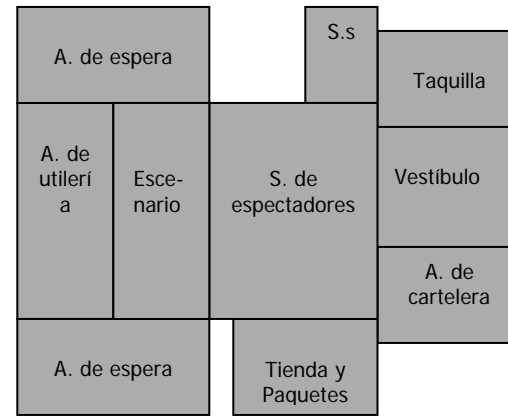 A. de espera
S.s
Taquilla
A. de
utilerí
a
Esce-
nario
S. de
espectadores
Vestíbulo
A. de
cartelera
A. de espera
Tienda y
Paquetes